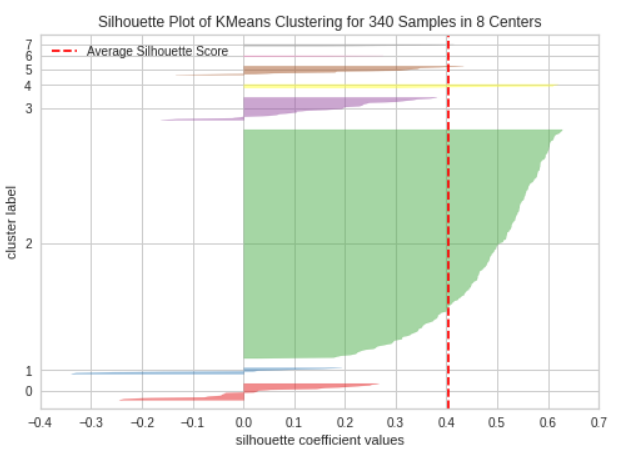 Silhouette Plot of KMeans Clustering for 340 Samples in 8 Centers
Average Silhouette Score
7
6
5
4
3
2
1
0
cluster label
−0.4 −0.3 −0.2 −0.1 0.0 0.1 0.2 0.3 0.4 0.5 0.6 0.7
silhouette coefficient values